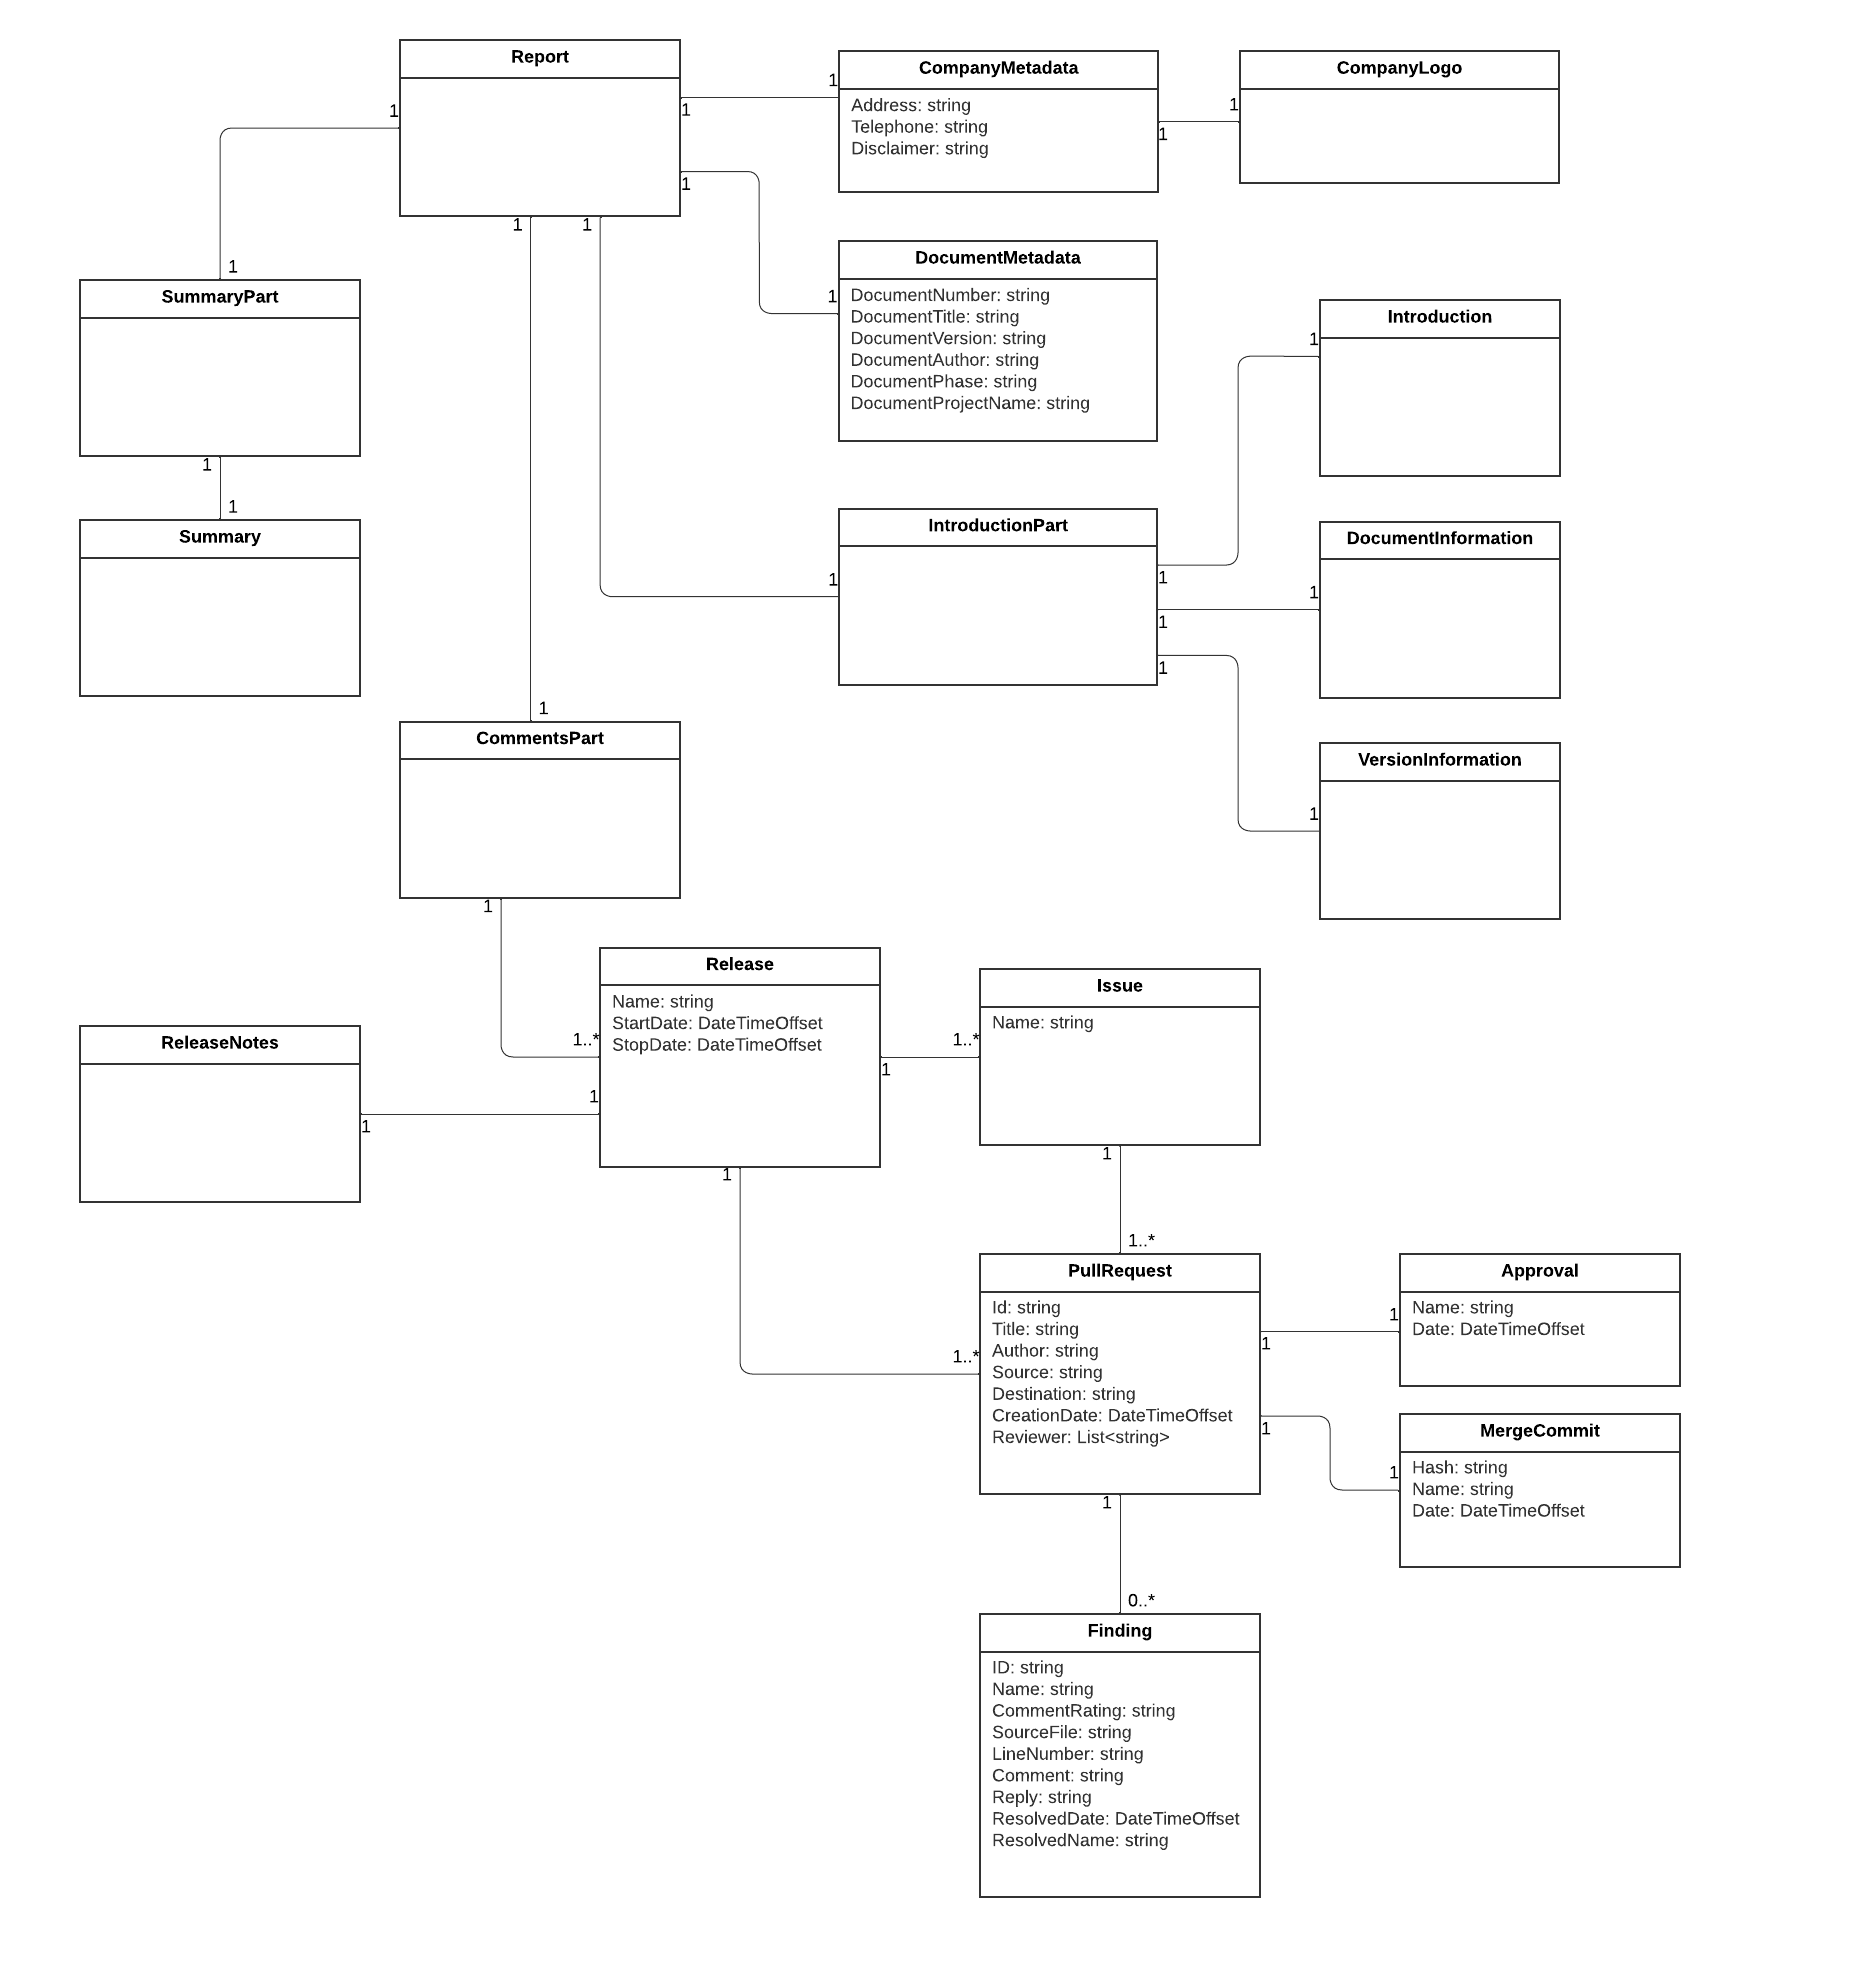 Report
1
1
1
1
1
SummaryPart
1
1
Summary
1
CompanyMetadata
Address: string
Telephone: string
Disclaimer: string
1
1
CompanyLogo
1
DocumentMetadata
DocumentNumber: string
DocumentTitle: string
DocumentVersion: string
DocumentAuthor: string
DocumentPhase: string
DocumentProjectName: string
1
IntroductionPart
1
1
1
1
Introduction
1
DocumentInformation
1
VersionInformation
1
CommentsPart
1
1
Release
Name: string
StartDate: DateTimeOffset
StopDate: DateTimeOffset
1..*
1
1
1
ReleaseNotes
1
Issue
Name: string
1..*
1
PullRequest
Id: string
Title: string
Author: string
Source: string
Destination: string
CreationDate: DateTimeOffset
Reviewer: List<string>
1..*
1..*
1
1
1
Approval
Name: string
Date: DateTimeOffset
1
MergeCommit
Hash: string
Name: string
Date: DateTimeOffset
1
Finding
ID: string
Name: string
CommentRating: string
SourceFile: string
LineNumber: string
Comment: string
Reply: string
ResolvedDate: DateTimeOffset
ResolvedName: string
0..*